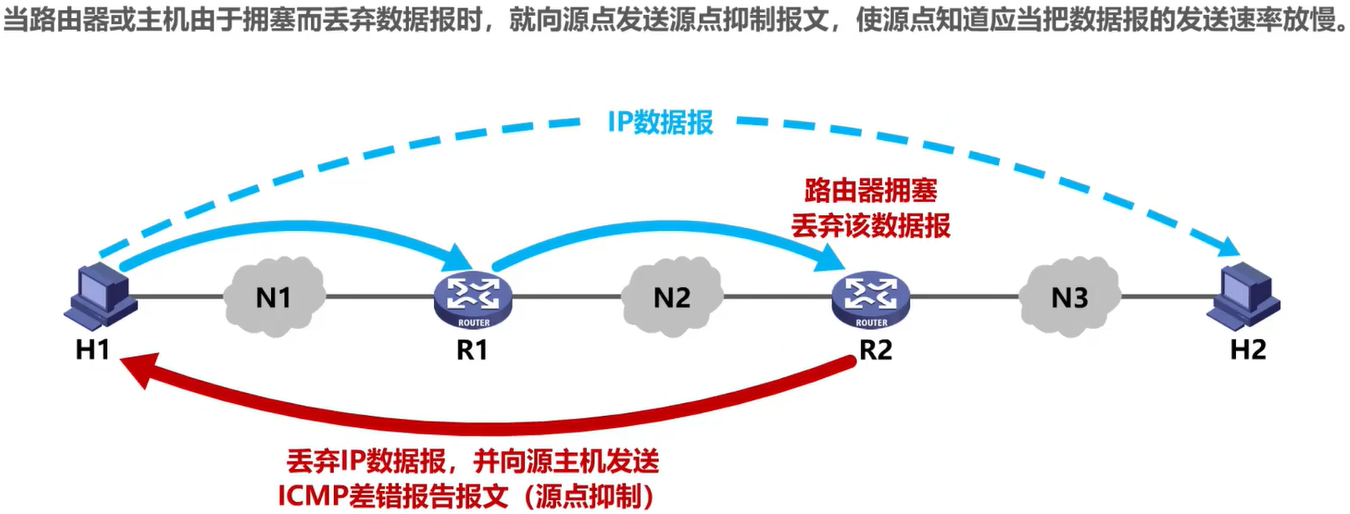 当路由器或主机由于拥塞而丢弃数据报时，就向源点发送源点抑制报文，使源点知道应当把数据报的发送速率放慢。
IP数据报
路由器拥塞
丢弃该数据报
N1
N2
N3
ROUTER
ROUTER
H1
R1
R2
H2
丢弃IP数据报，并向源主机发送
ICMP差错报告报文（源点抑制）